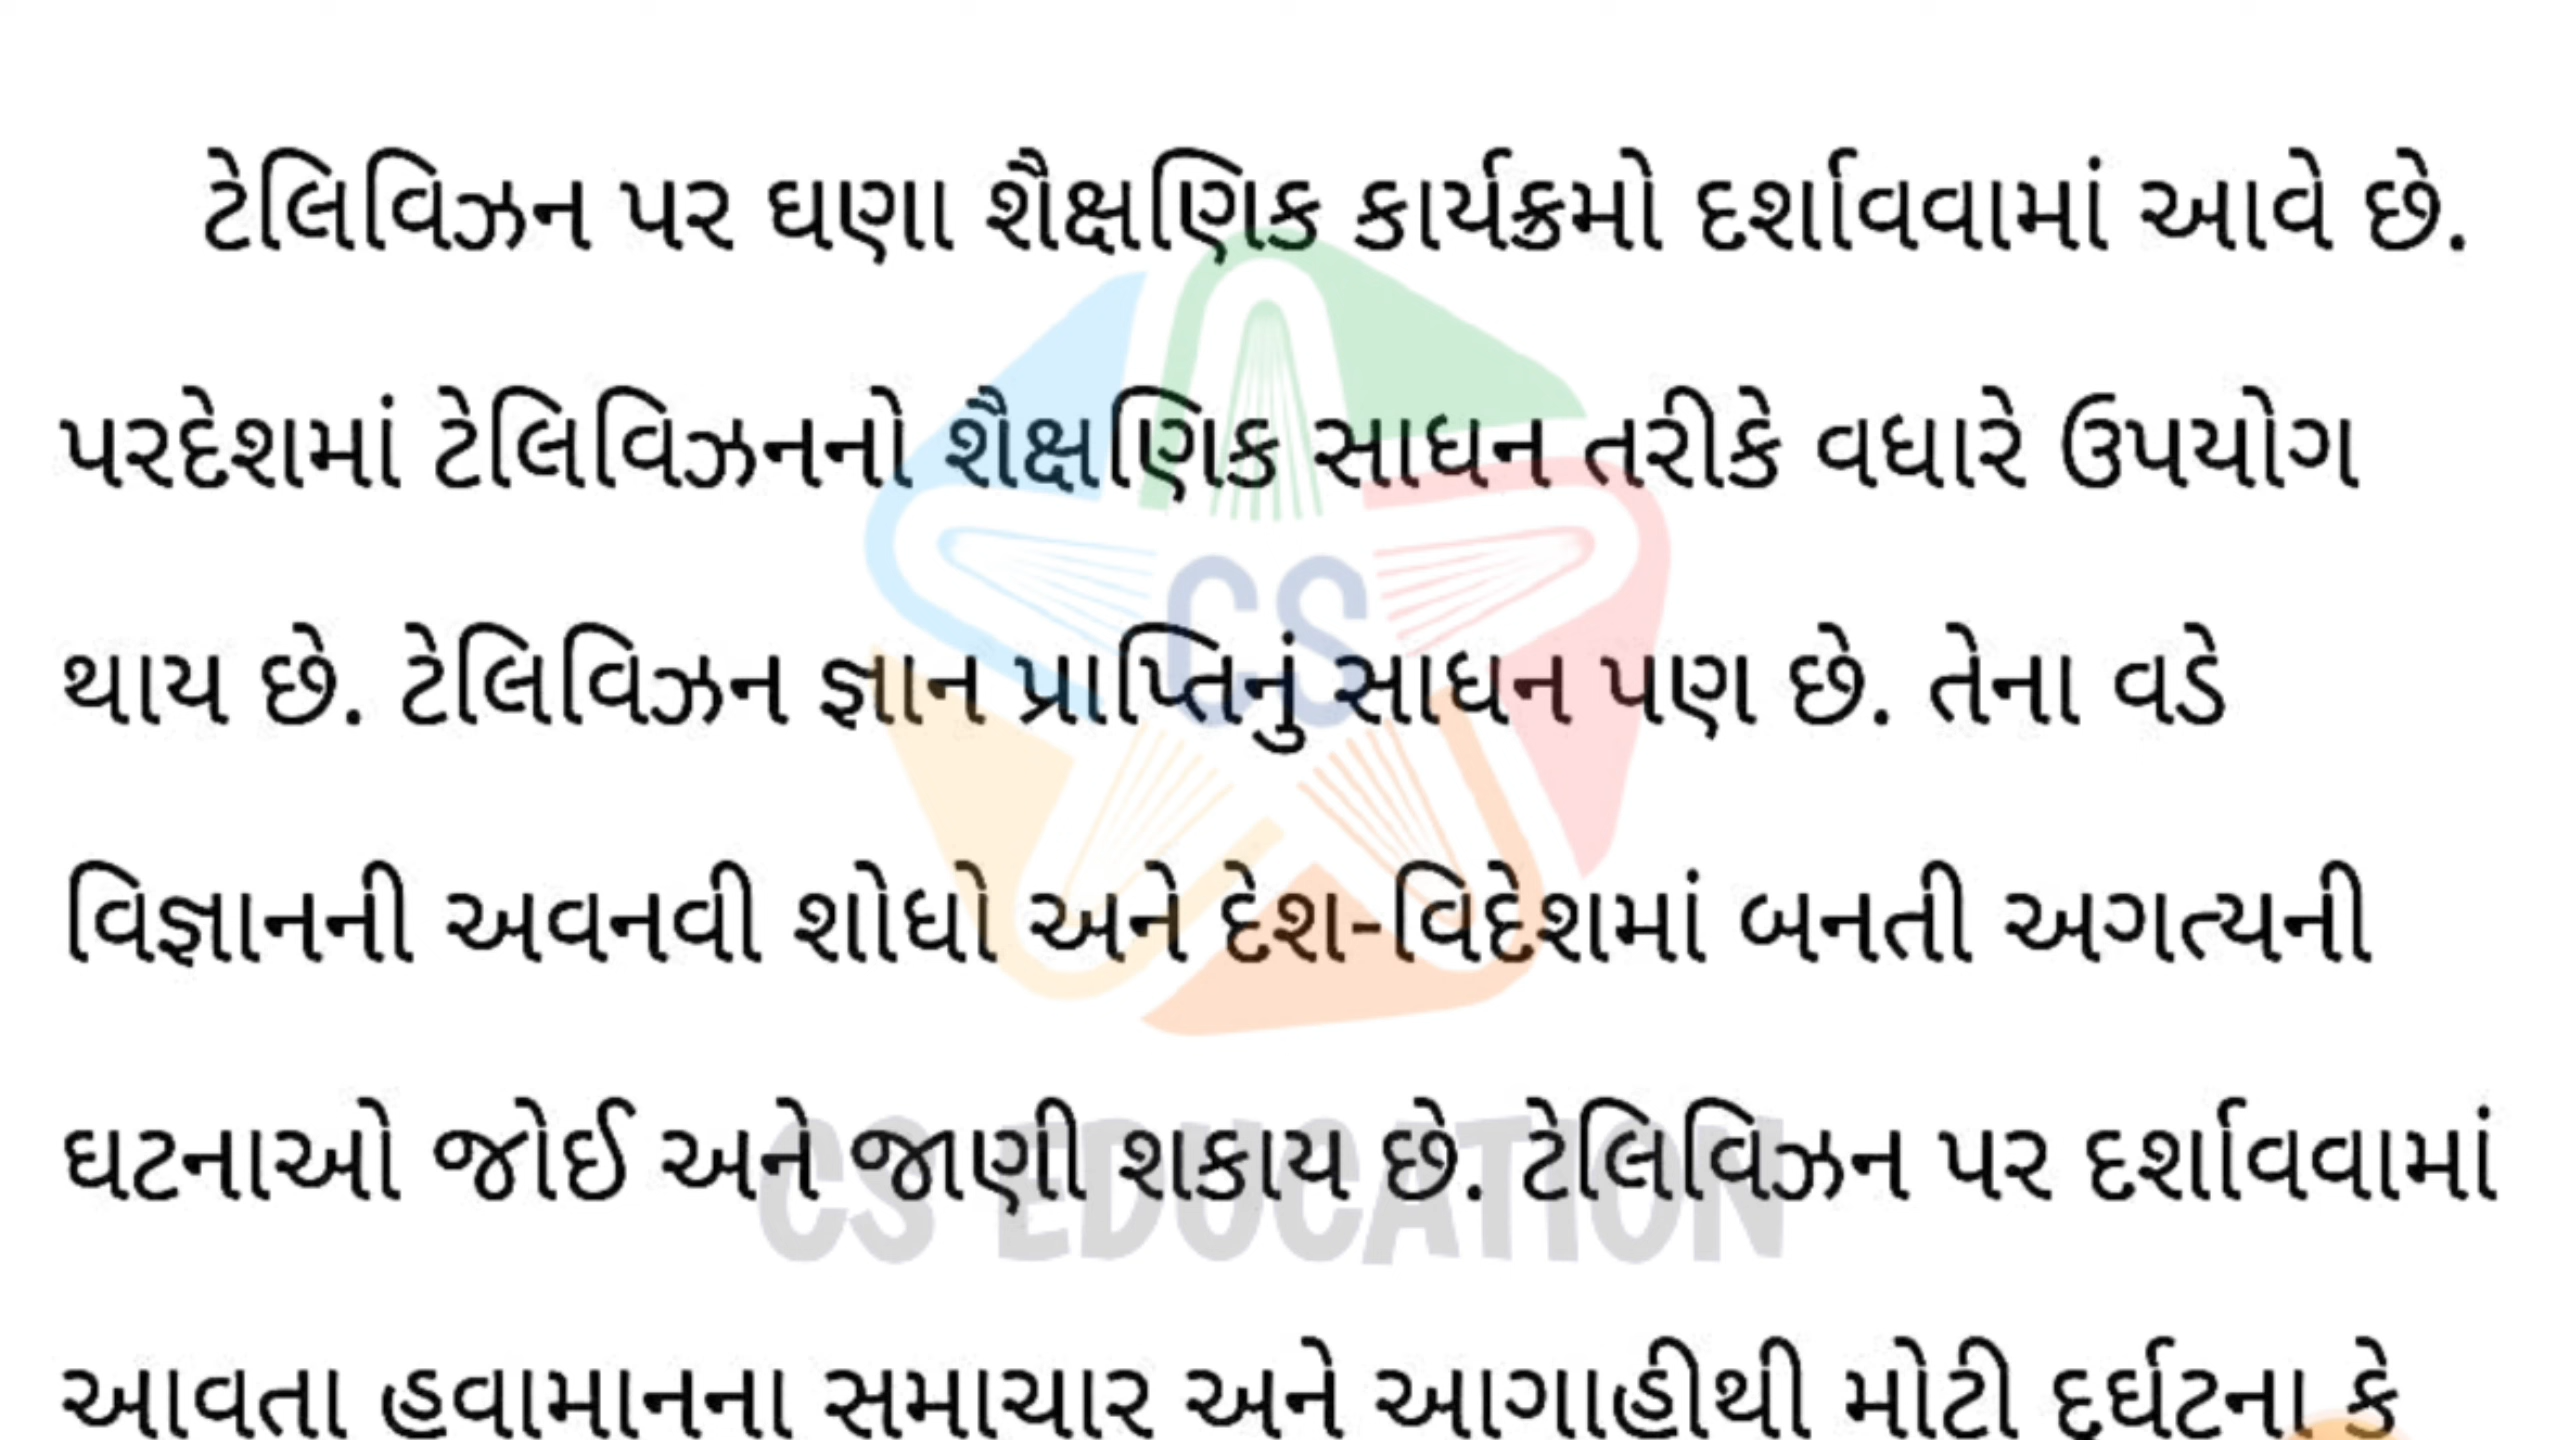 ટેલિવિઝન પર ઘણા શૈક્ષણિક કાર્યક્રમો દર્શાવવામાં આવે છે.
પરદેશમાં ટેલિવિઝનનો શૈક્ષણિક સાધન તરીકે વધારે ઉપયોગ
થાય છે. ટેલિવિઝન જ્ઞાન પ્રાપ્તિનું સાધન પણ છે. તેના વડે
CS
વિજ્ઞાનની અવનવી શોધો અને દેશ-વિદેશમાં બનતી અગત્યની
ઘટનાઓ જોઈ અને જાણી શકાય છે. ટેલિવિઝન પર દર્શાવવામાં
CS EDUCATION
આવતા હવામાનના સમાચાર અને આગાહીથી મોટી દુર્ઘટના કે